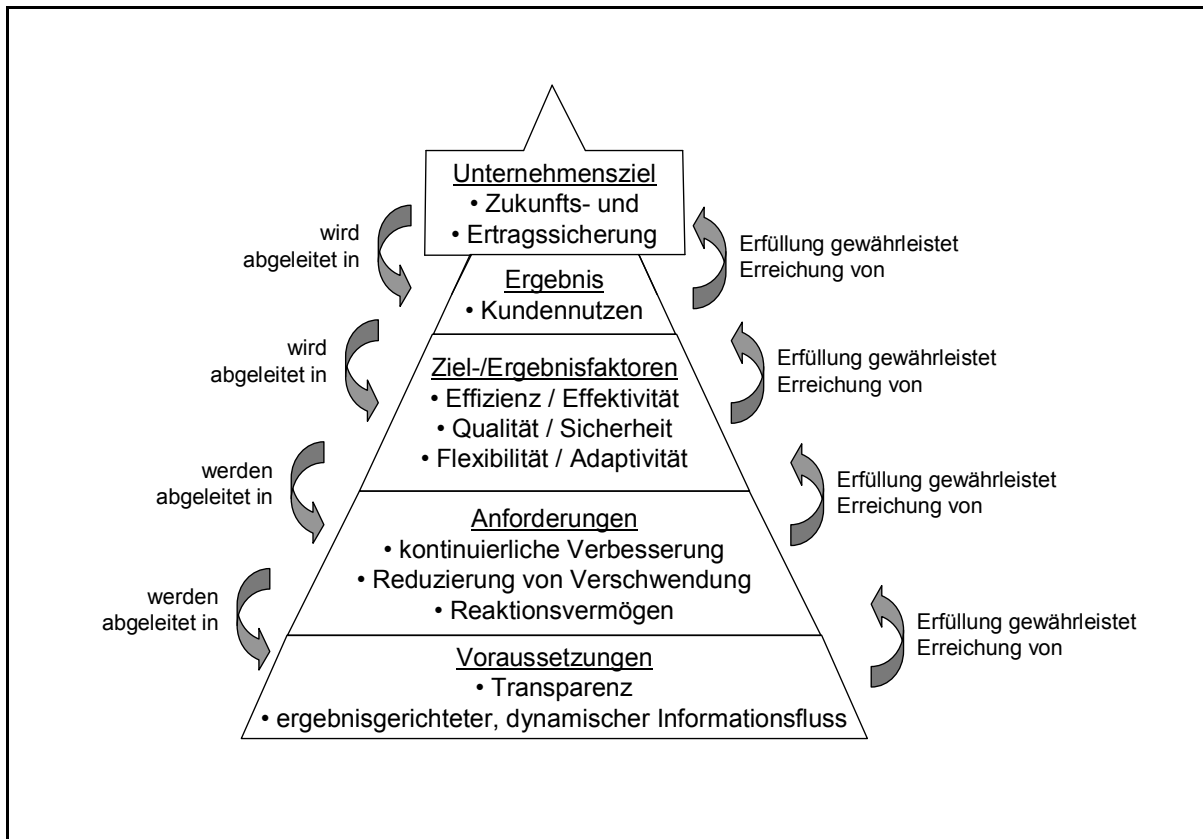 Unternehmensziel
• Zukunfts- und
• Ertragssicherung
wird
abgeleitet in
Erfüllung gewährleistet
Erreichung von
Ergebnis
• Kundennutzen
wird
abgeleitet in
Erfüllung gewährleistet
Erreichung von
Ziel-/Ergebnisfaktoren
• Effizienz / Effektivität
• Qualität / Sicherheit
• Flexibilität / Adaptivität
werden
abgeleitet in
Erfüllung gewährleistet
Erreichung von
Anforderungen
• kontinuierliche Verbesserung
• Reduzierung von Verschwendung
• Reaktionsvermögen
werden
abgeleitet in
Erfüllung gewährleistet
Erreichung von
Voraussetzungen
• Transparenz
• ergebnisgerichteter, dynamischer Informationsfluss